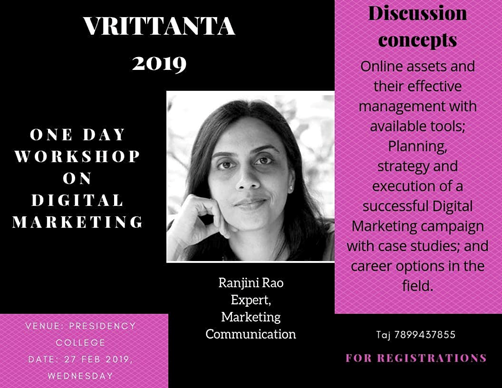 VRITTANTA
2019
ONE DAY
WORKSHOP
ON
DIGITAL
MARKETING
VENUE: PRESIDENCY
COLLEGE
DATE: 27 FEB 2019,
WEDNESDAY
Ranjini Rao
Expert,
Marketing
Communication
Discussion
concepts
Online assets and
their effective
management with
available tools;
Planning,
strategy and
execution of a
successful Digital
Marketing campaign
with case studies; and
career options in the
field.
Taj 7899437855
FOR REGISTRATIONS